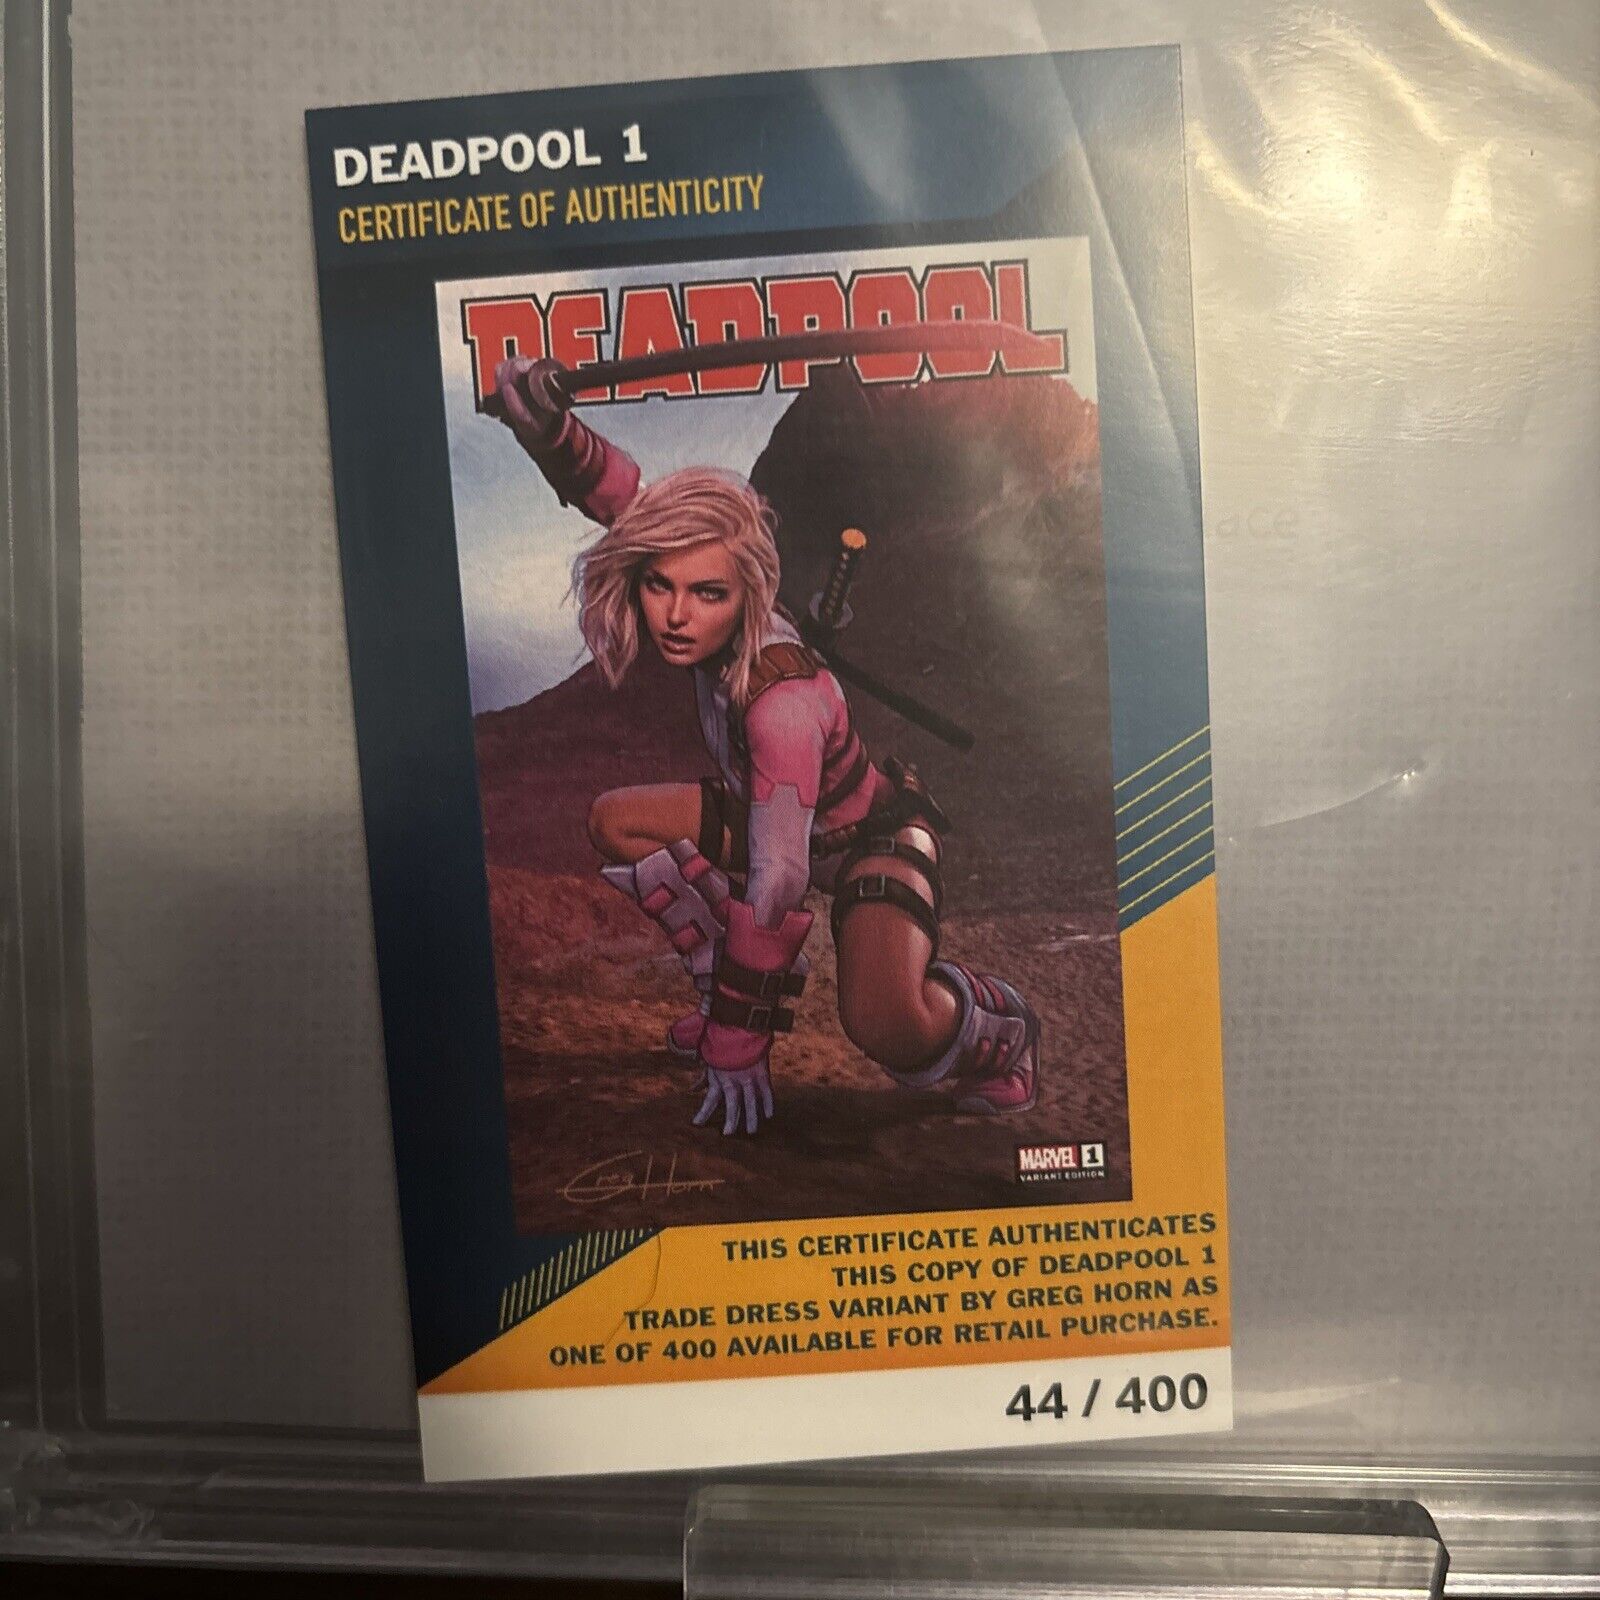 DEADPOOL 1
CERTIFICATE OF AUTHENTICITY
DEADPOOL
Greg Horn
MARVEL 1
VARIANT EDITION
THIS CERTIFICATE AUTHENTICATES
THIS COPY OF DEADPOOL 1
TRADE DRESS VARIANT BY GREG HORN AS
ONE OF 400 AVAILABLE FOR RETAIL PURCHASE.
44 / 400